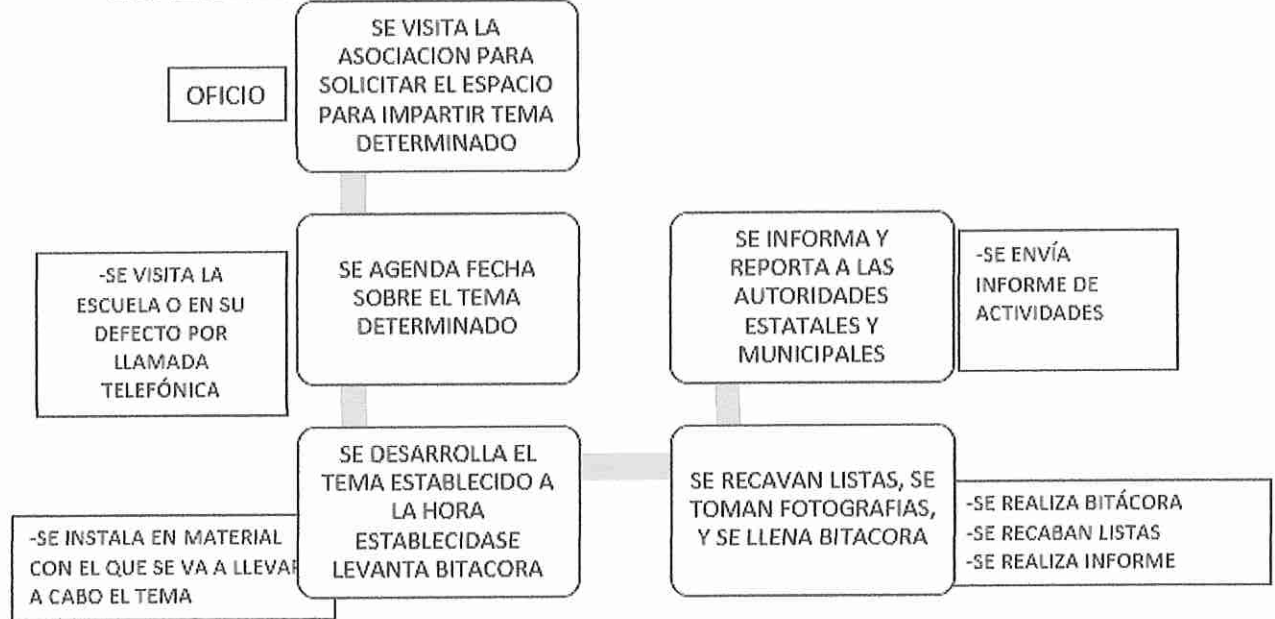 SE VISITA LA
ASOCIACION PARA
SOLICITAR EL ESPACIO
PARA IMPARTIR TEMA
DETERMINADO
OFICIO
SE AGENDA FECHA
SOBRE EL TEMA
DETERMINADO
-SE VISITA LA
ESCUELA O EN SU
DEFECTO POR
LLAMADA
TELEFÓNICA
SE DESARROLLA EL
TEMA ESTABLECIDO A
LA HORA
ESTABLECIDASE
LEVANTA BITACORA
-SE INSTALA EN MATERIAL
CON EL QUE SE VA A LLEVAR
A CABO EL TEMA
SE RECAVAN LISTAS, SE
TOMAN FOTOGRAFIAS,
Y SE LLENA BITACORA
-SE REALIZA BITÁCORA
-SE RECABAN LISTAS
-SE REALIZA INFORME
SE INFORMA Y
REPORTA A LAS
AUTORIDADES
ESTATALES Y
MUNICIPALES
-SE ENVÍA
INFORME DE
ACTIVIDADES